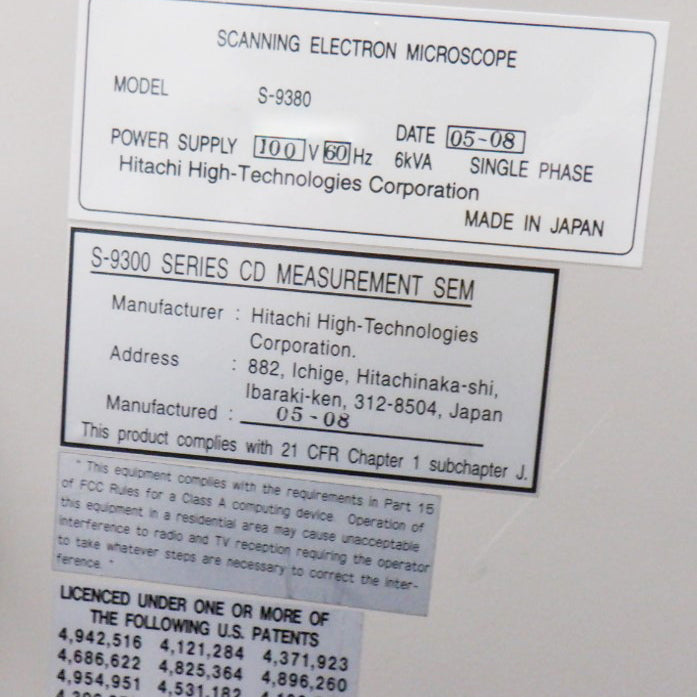 SCANNING ELECTRON MICROSCOPE
MODEL S-9380
DATE 05-08
POWER SUPPLY 100 V 60 Hz 6kVA SINGLE PHASE
Hitachi High-Technologies Corporation
MADE IN JAPAN
S-9300 SERIES CD MEASUREMENT SEM
Manufacturer : Hitachi High-Technologies
Corporation.
Address : 882, Ichige, Hitachinaka-shi,
Ibaraki-ken, 312-8504, Japan
Manufactured : 05-08
This product complies with 21 CFR Chapter 1 subchapter J.
" This equipment complies with the requirements in Part 15
of FCC Rules for a Class A computing device. Operation of
this equipment in a residential area may cause unacceptable
interference to radio and TV reception requiring the operator
to take whatever steps are necessary to correct the inter-
ference. "
LICENCED UNDER ONE OR MORE OF
THE FOLLOWING U.S. PATENTS
4,942,516 4,121,284 4,371,923
4,686,622 4,825,364 4,896,260
4,954,951 4,531,182